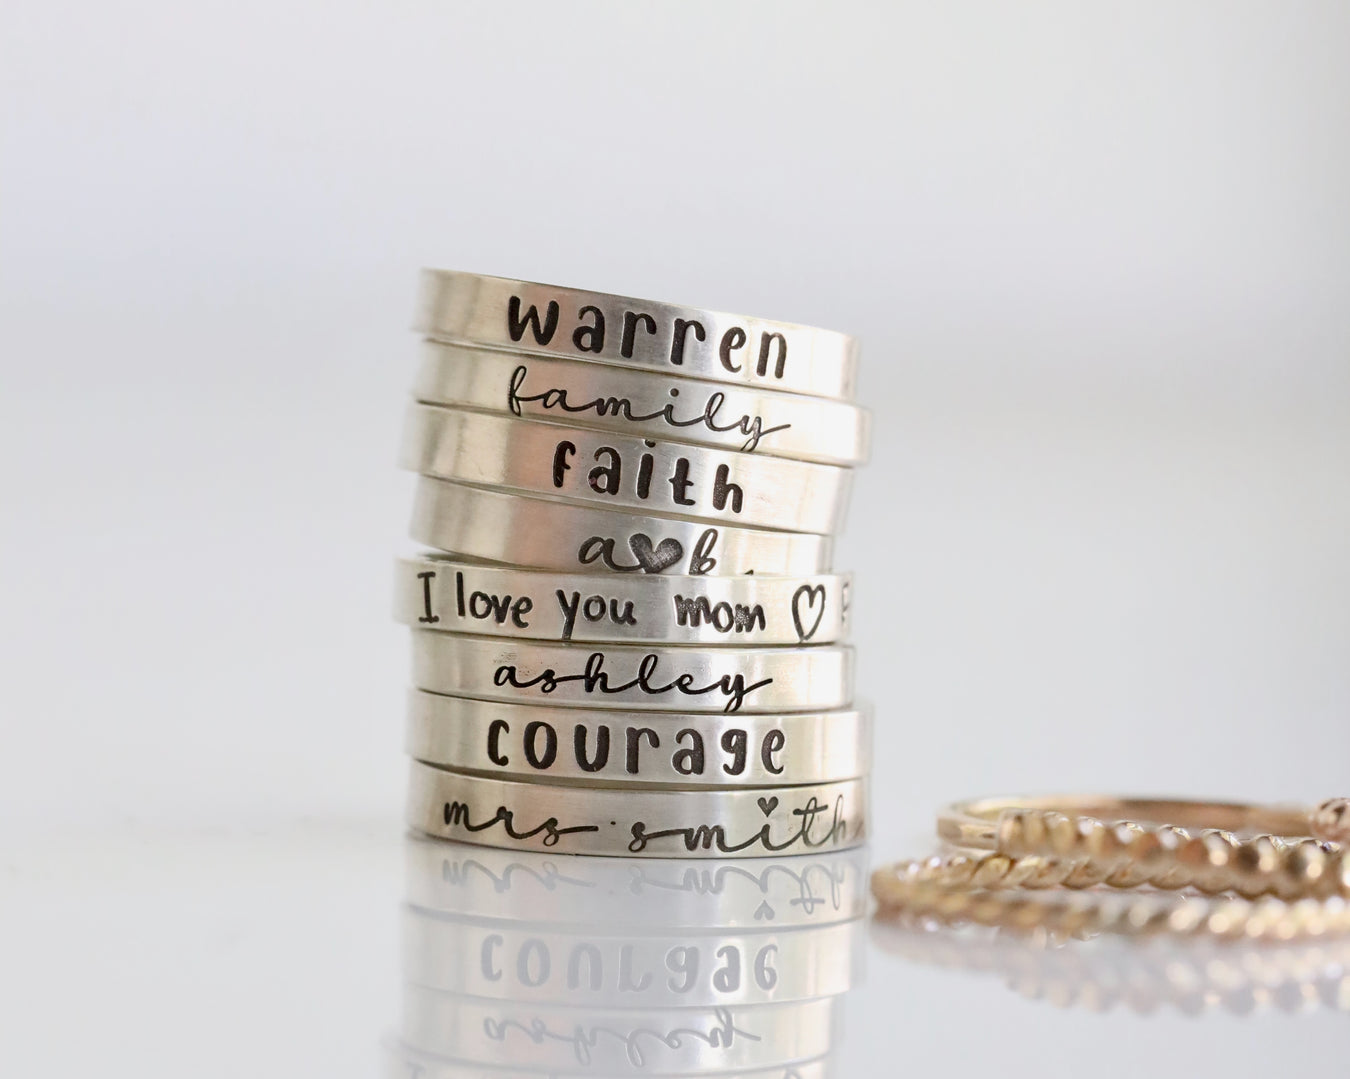 warren
family
faith
a♥b
I love you mom ♡
ashley
courage
mrs smith